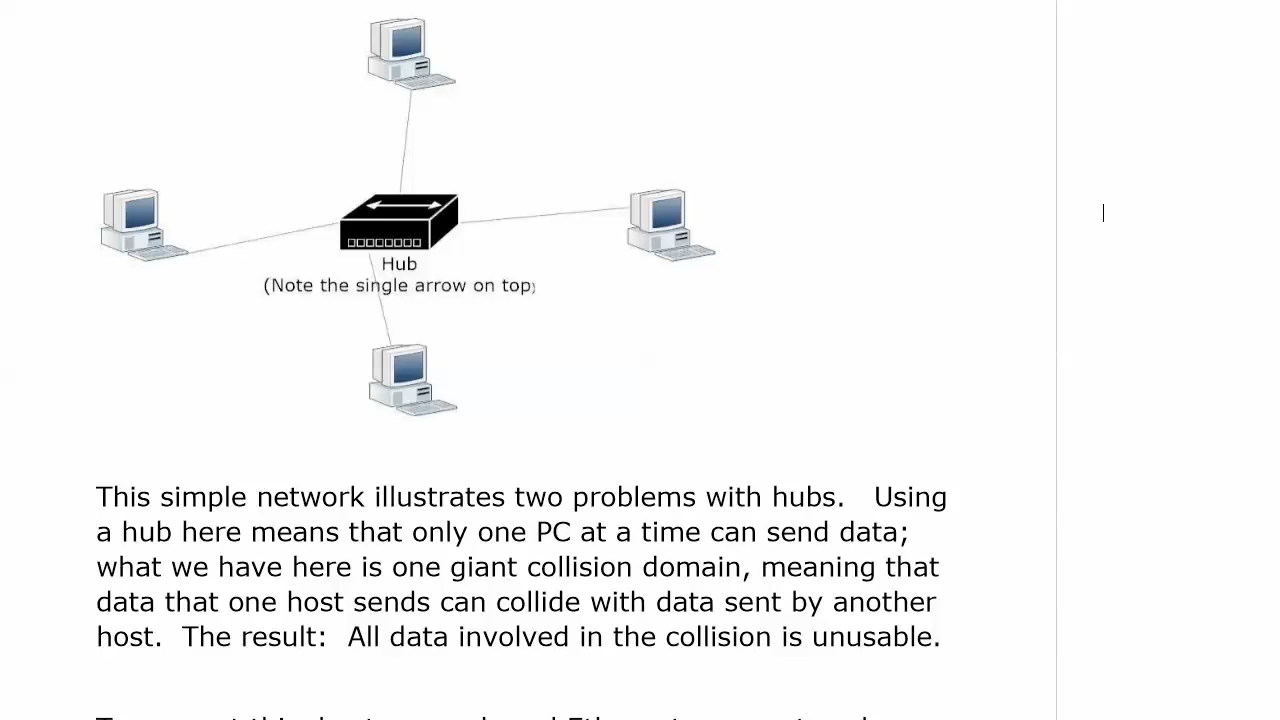 Hub
(Note the single arrow on top)
This simple network illustrates two problems with hubs.   Using
a hub here means that only one PC at a time can send data;
what we have here is one giant collision domain, meaning that
data that one host sends can collide with data sent by another
host.  The result:  All data involved in the collision is unusable.